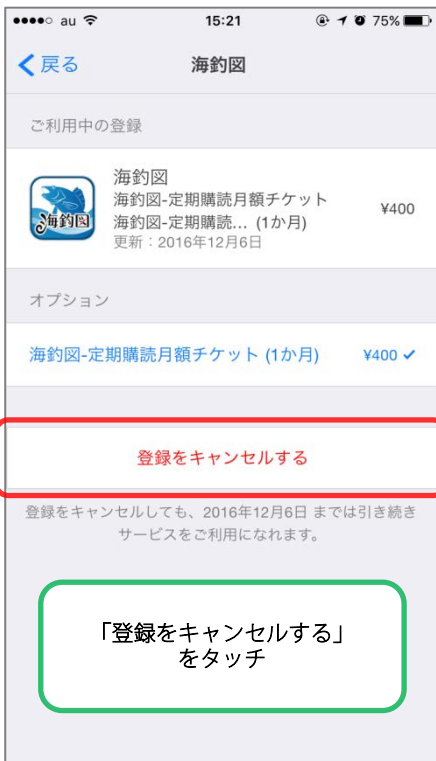 au 15:21 75%
戻る 海釣図
ご利用中の登録
海釣図
海釣図-定期購読月額チケット
海釣図-定期購読... (1か月)
¥400
更新：2016年12月6日
海釣図
オプション
海釣図-定期購読月額チケット (1か月) ¥400
登録をキャンセルする
登録をキャンセルしても、2016年12月6日 までは引き続き
サービスをご利用になれます。
「登録をキャンセルする」
をタッチ